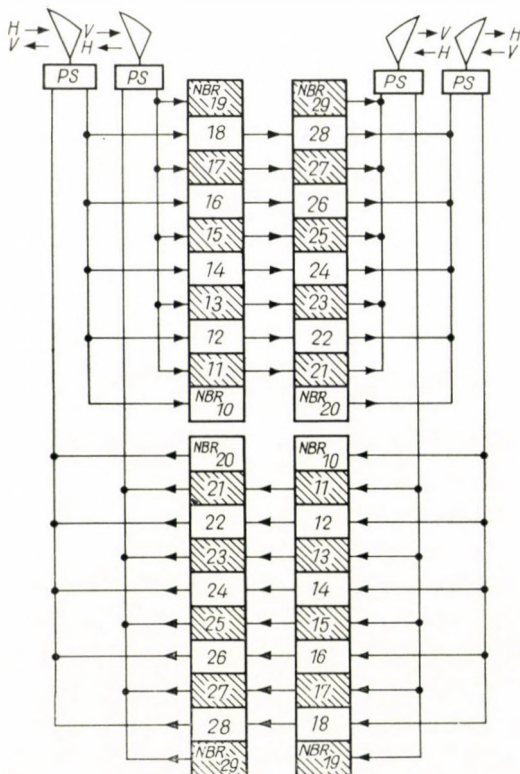 H V V H
V H H V
PS PS PS PS
NBR 19 NBR 29
18 28
17 27
16 26
15 25
14 24
13 23
12 22
11 21
NBR 10 NBR 20
NBR 20 NBR 10
21 11
22 12
23 13
24 14
25 15
26 16
27 17
28 18
NBR 29 NBR 19